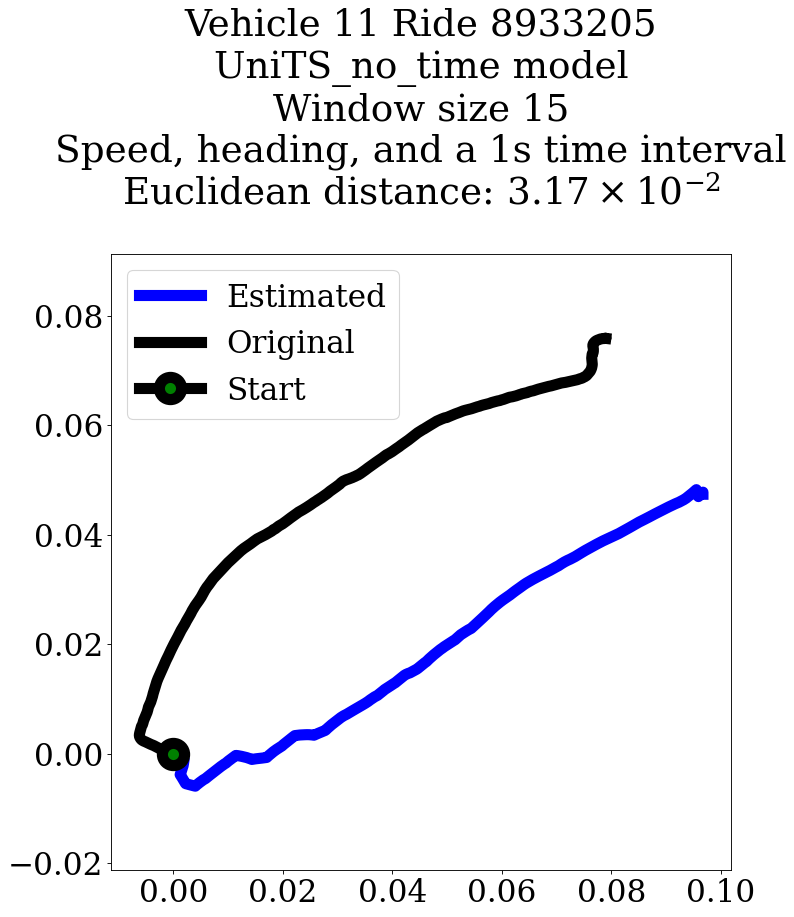 Vehicle 11 Ride 8933205
UniTS_no_time model
Window size 15
Speed, heading, and a 1s time interval
Euclidean distance: 3.17 × 10⁻²
Estimated
Original
Start
0.08
0.06
0.04
0.02
0.00
−0.02
0.00 0.02 0.04 0.06 0.08 0.10